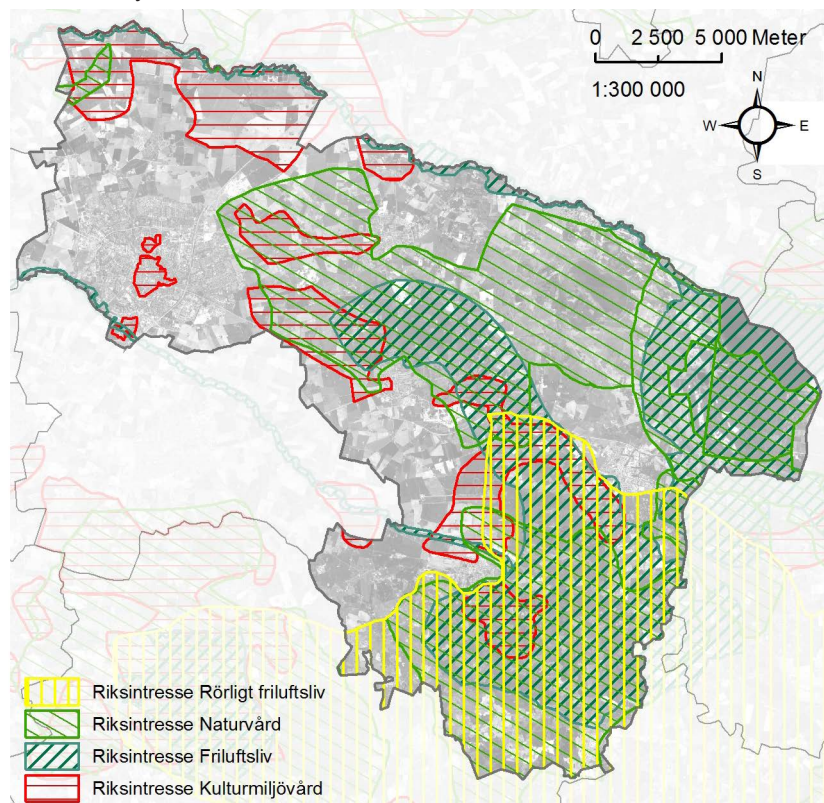 0 2 500 5 000 Meter
1:300 000
N
W E
S
Riksintresse Rörligt friluftsliv
Riksintresse Naturvård
Riksintresse Friluftsliv
Riksintresse Kulturmiljövård